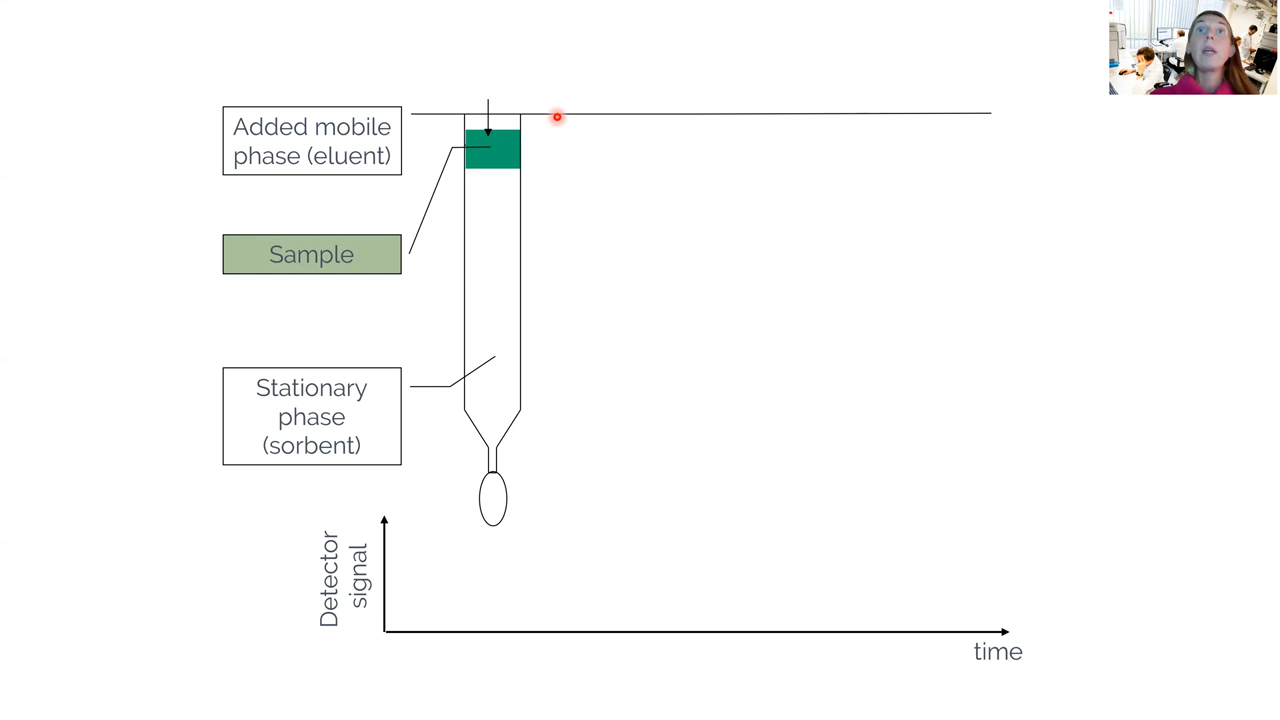 Added mobile
phase (eluent)
Sample
Stationary
phase
(sorbent)
Detector
signal
time